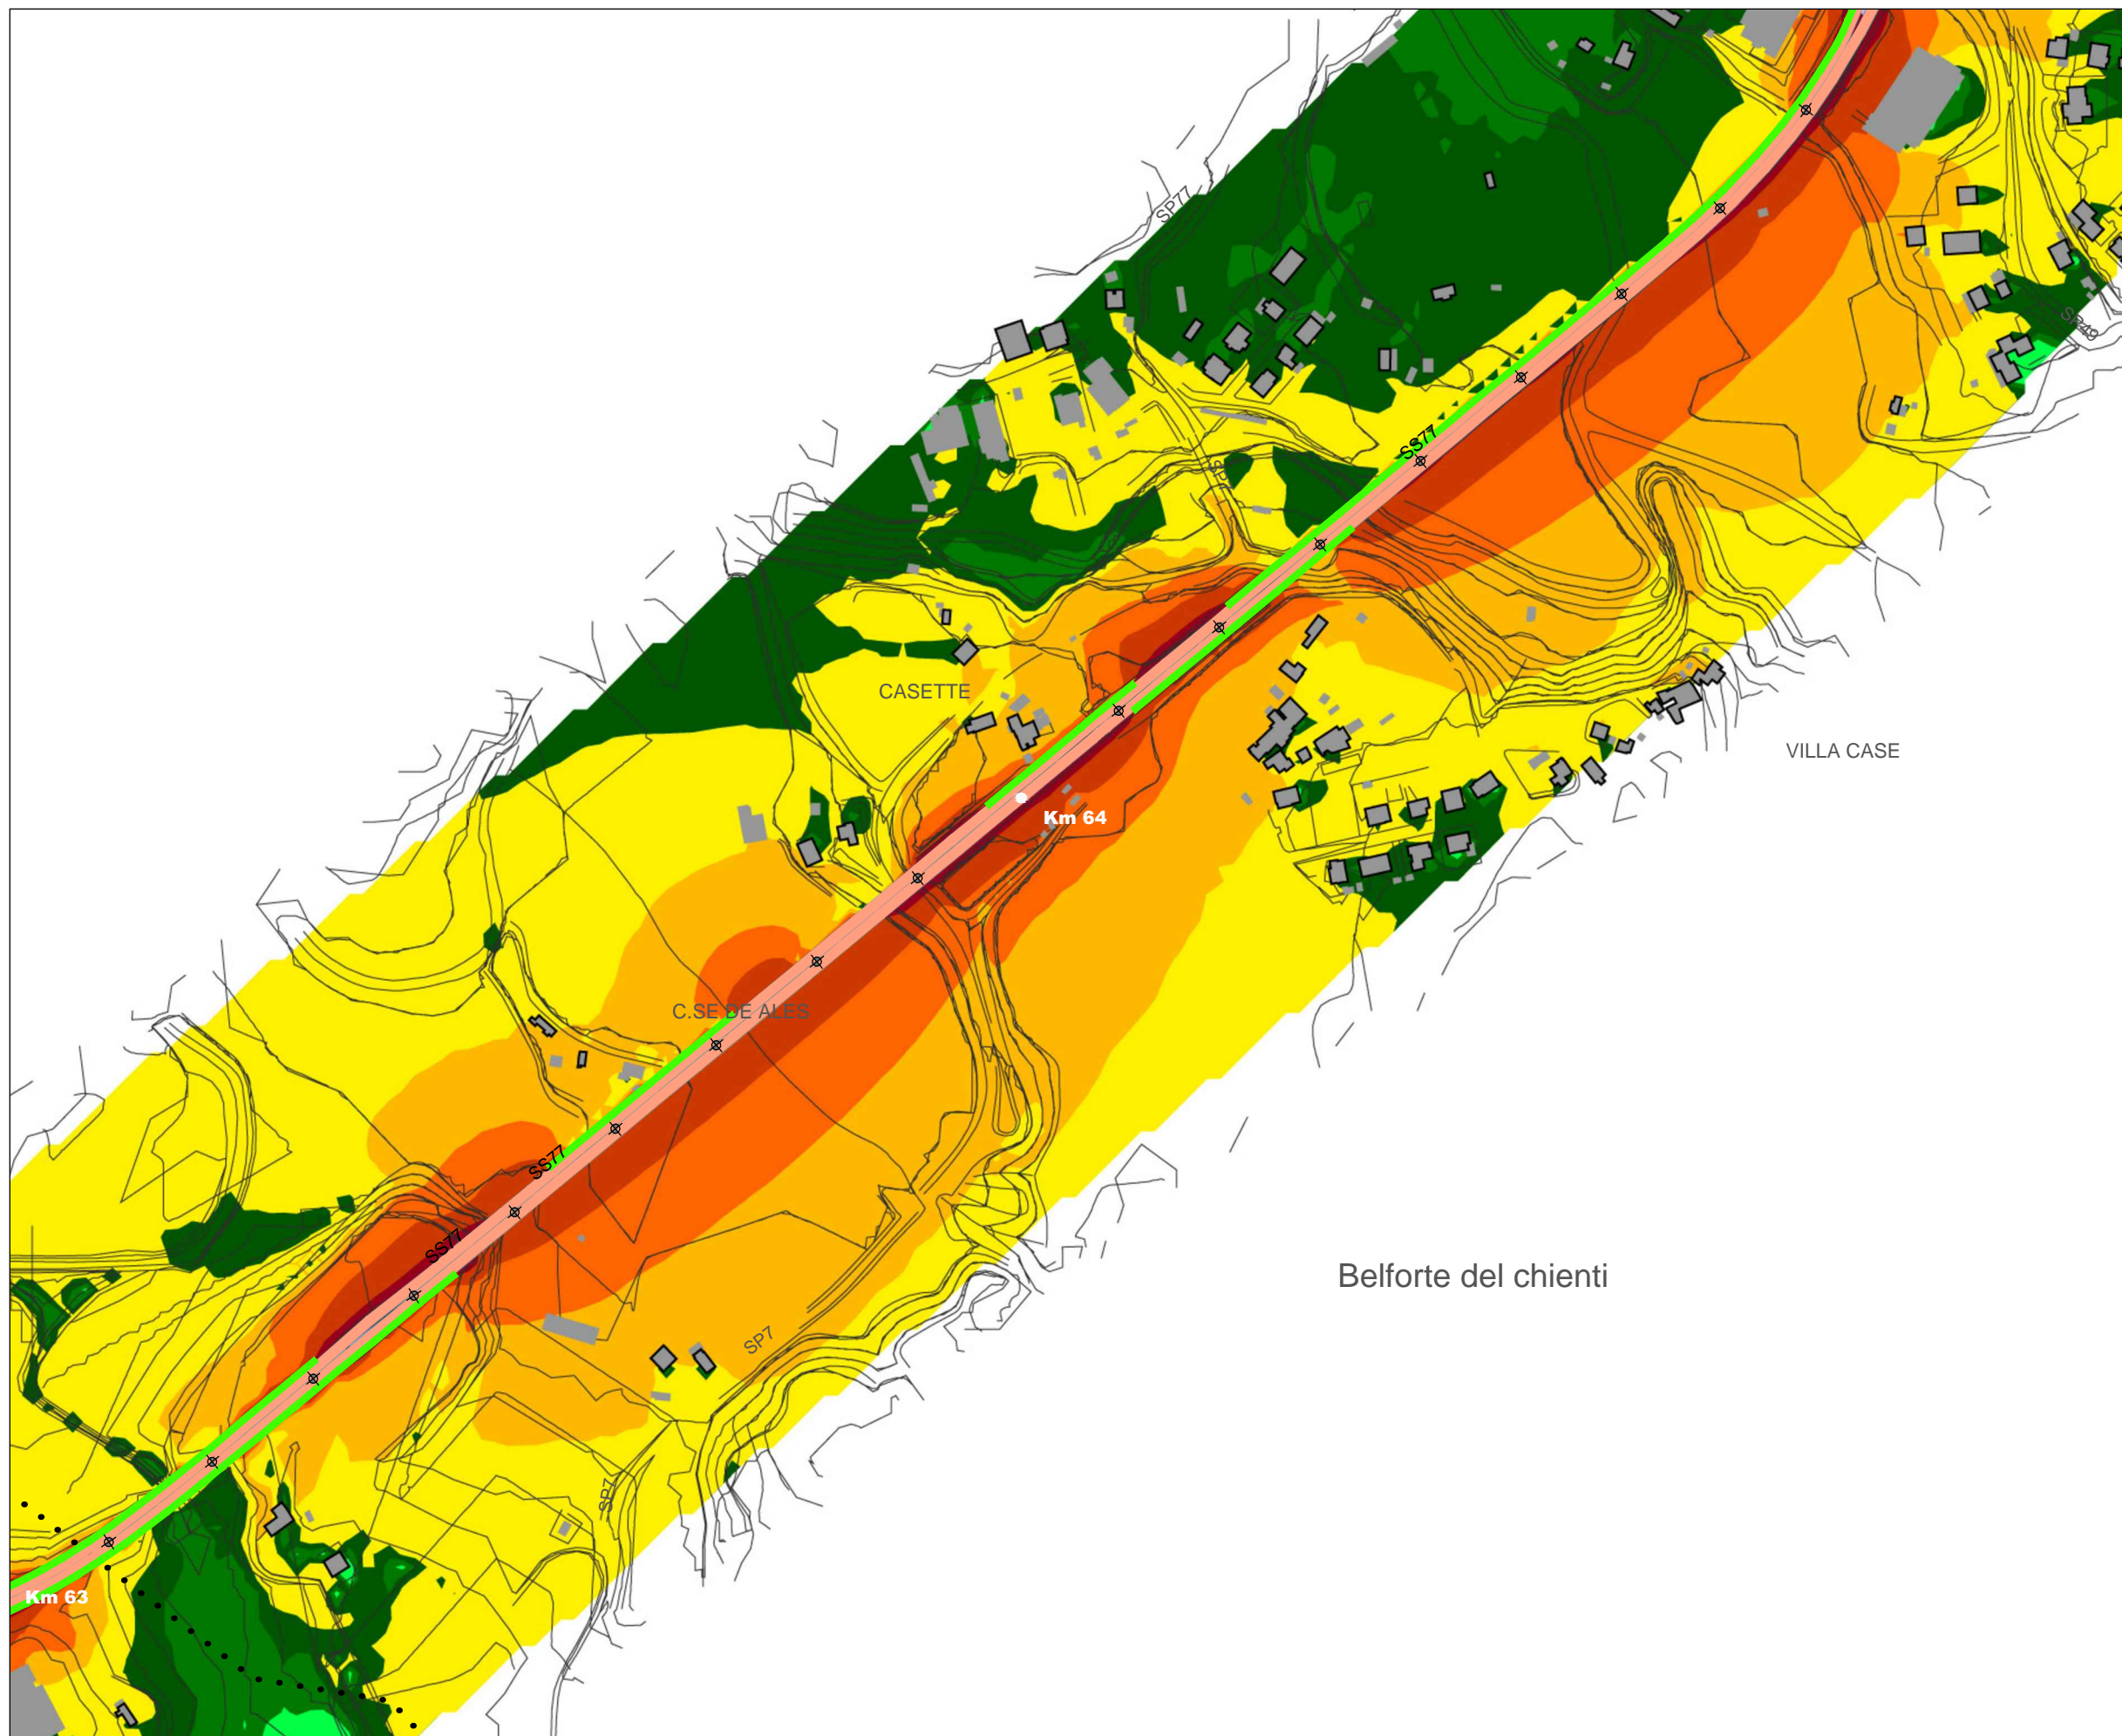 SP77
SP49
SS77
CASETTE
VILLA CASE
Km 64
C.SE DE ALES
SS77
SS77
Belforte del chienti
SP7
SP7
Km 63